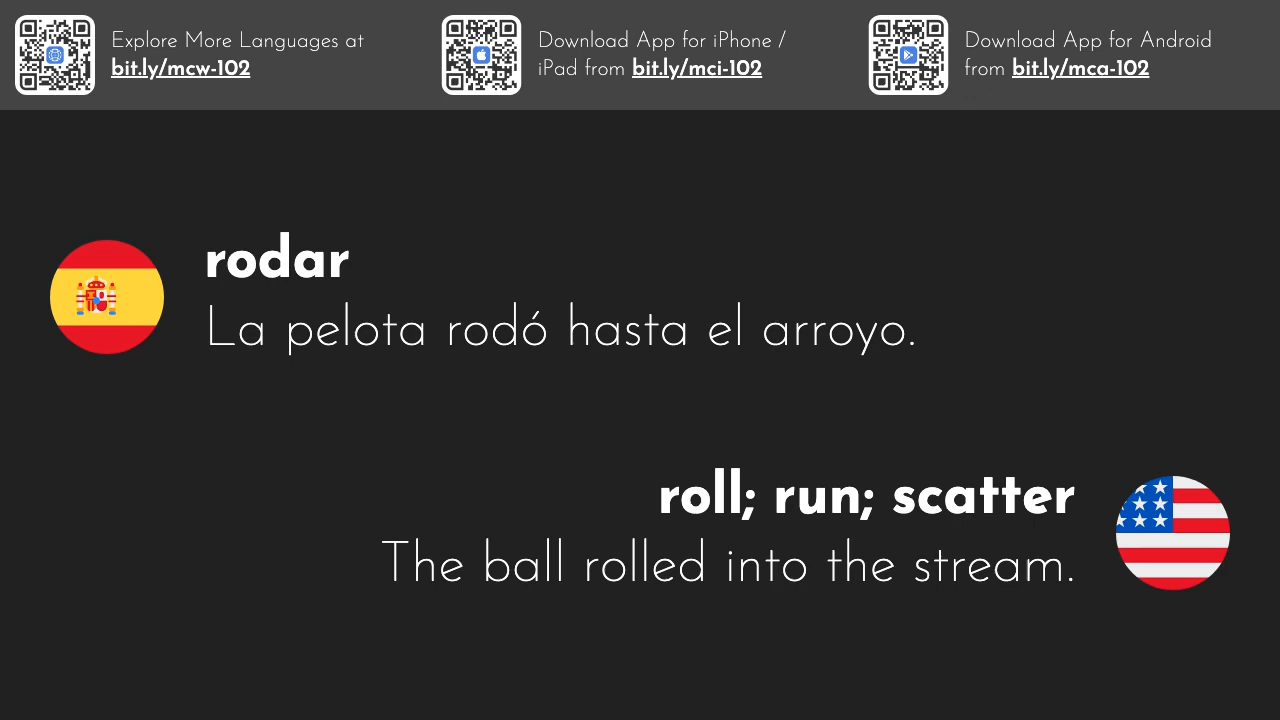 Explore More Languages at
bit.ly/mcw-102
Download App for iPhone /
iPad from bit.ly/mci-102
Download App for Android
from bit.ly/mca-102
rodar
La pelota rodó hasta el arroyo.
roll; run; scatter
The ball rolled into the stream.